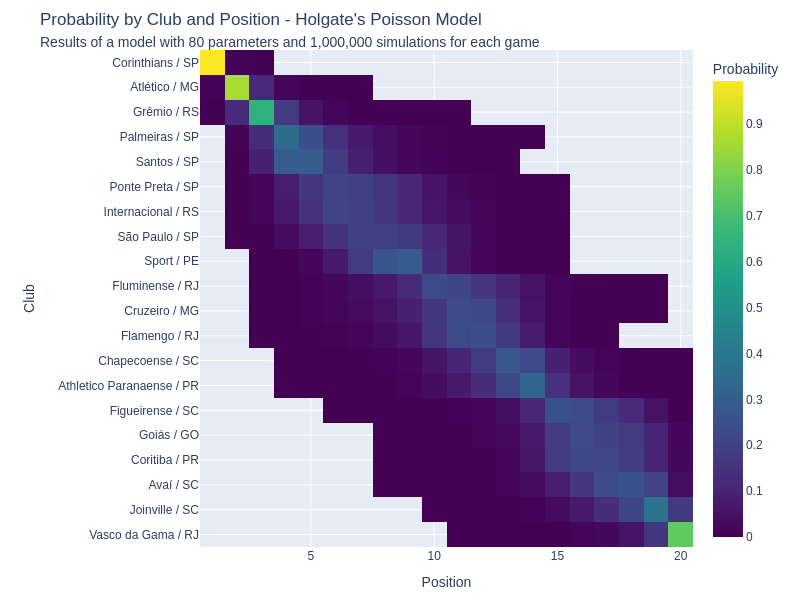 Probability by Club and Position - Holgate's Poisson Model
Results of a model with 80 parameters and 1,000,000 simulations for each game
Probability
Club
Corinthians / SP
Atlético / MG
Grêmio / RS
Palmeiras / SP
Santos / SP
Ponte Preta / SP
Internacional / RS
São Paulo / SP
Sport / PE
Fluminense / RJ
Cruzeiro / MG
Flamengo / RJ
Chapecoense / SC
Athletico Paranaense / PR
Figueirense / SC
Goiás / GO
Coritiba / PR
Avaí / SC
Joinville / SC
Vasco da Gama / RJ
0.9
0.8
0.7
0.6
0.5
0.4
0.3
0.2
0.1
0
5 10 15 20
Position